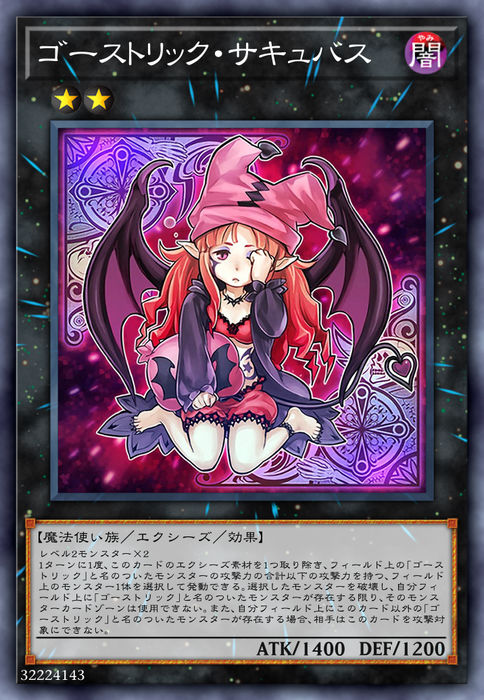 ゴーストリック・サキュバス
やみ
闇
【魔法使い族／エクシーズ／効果】
レベル2モンスター×2
1ターンに1度、このカードのエクシーズ素材を1つ取り除き、フィールド上の「ゴース
トリック」と名のついたモンスターの攻撃力の合計以下の攻撃力を持つ、フィールド
上のモンスター1体を選択して発動できる。選択したモンスターを破壊し、自分フィ
ールド上に「ゴーストリック」と名のついたモンスターが存在する限り、そのモンス
ターカードゾーンは使用できない。また、自分フィールド上にこのカード以外の「ゴ
ーストリック」と名のついたモンスターが存在する場合、相手はこのカードを攻撃対
象にできない。
ATK/1400 DEF/1200
32224143